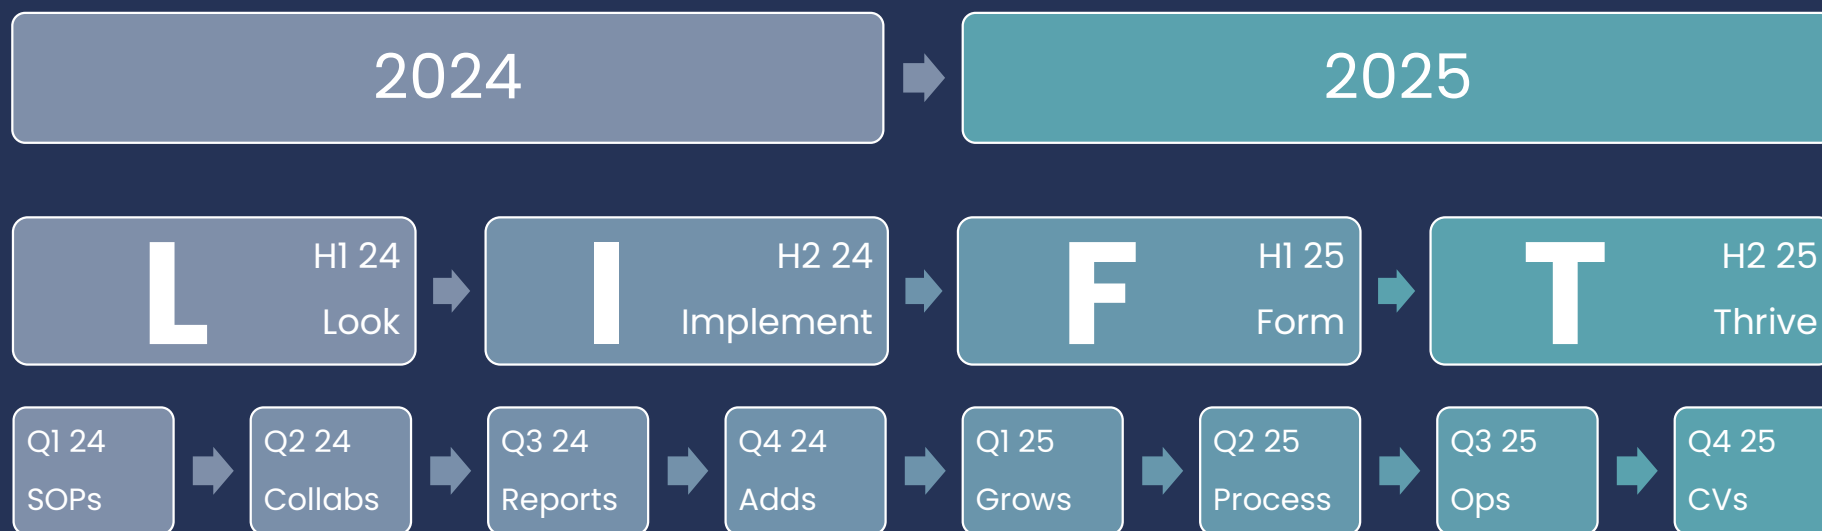 2024
2025
L
H1 24
Look
I
H2 24
Implement
F
H1 25
Form
T
H2 25
Thrive
Q1 24
SOPs
Q2 24
Collabs
Q3 24
Reports
Q4 24
Adds
Q1 25
Grows
Q2 25
Process
Q3 25
Ops
Q4 25
CVs